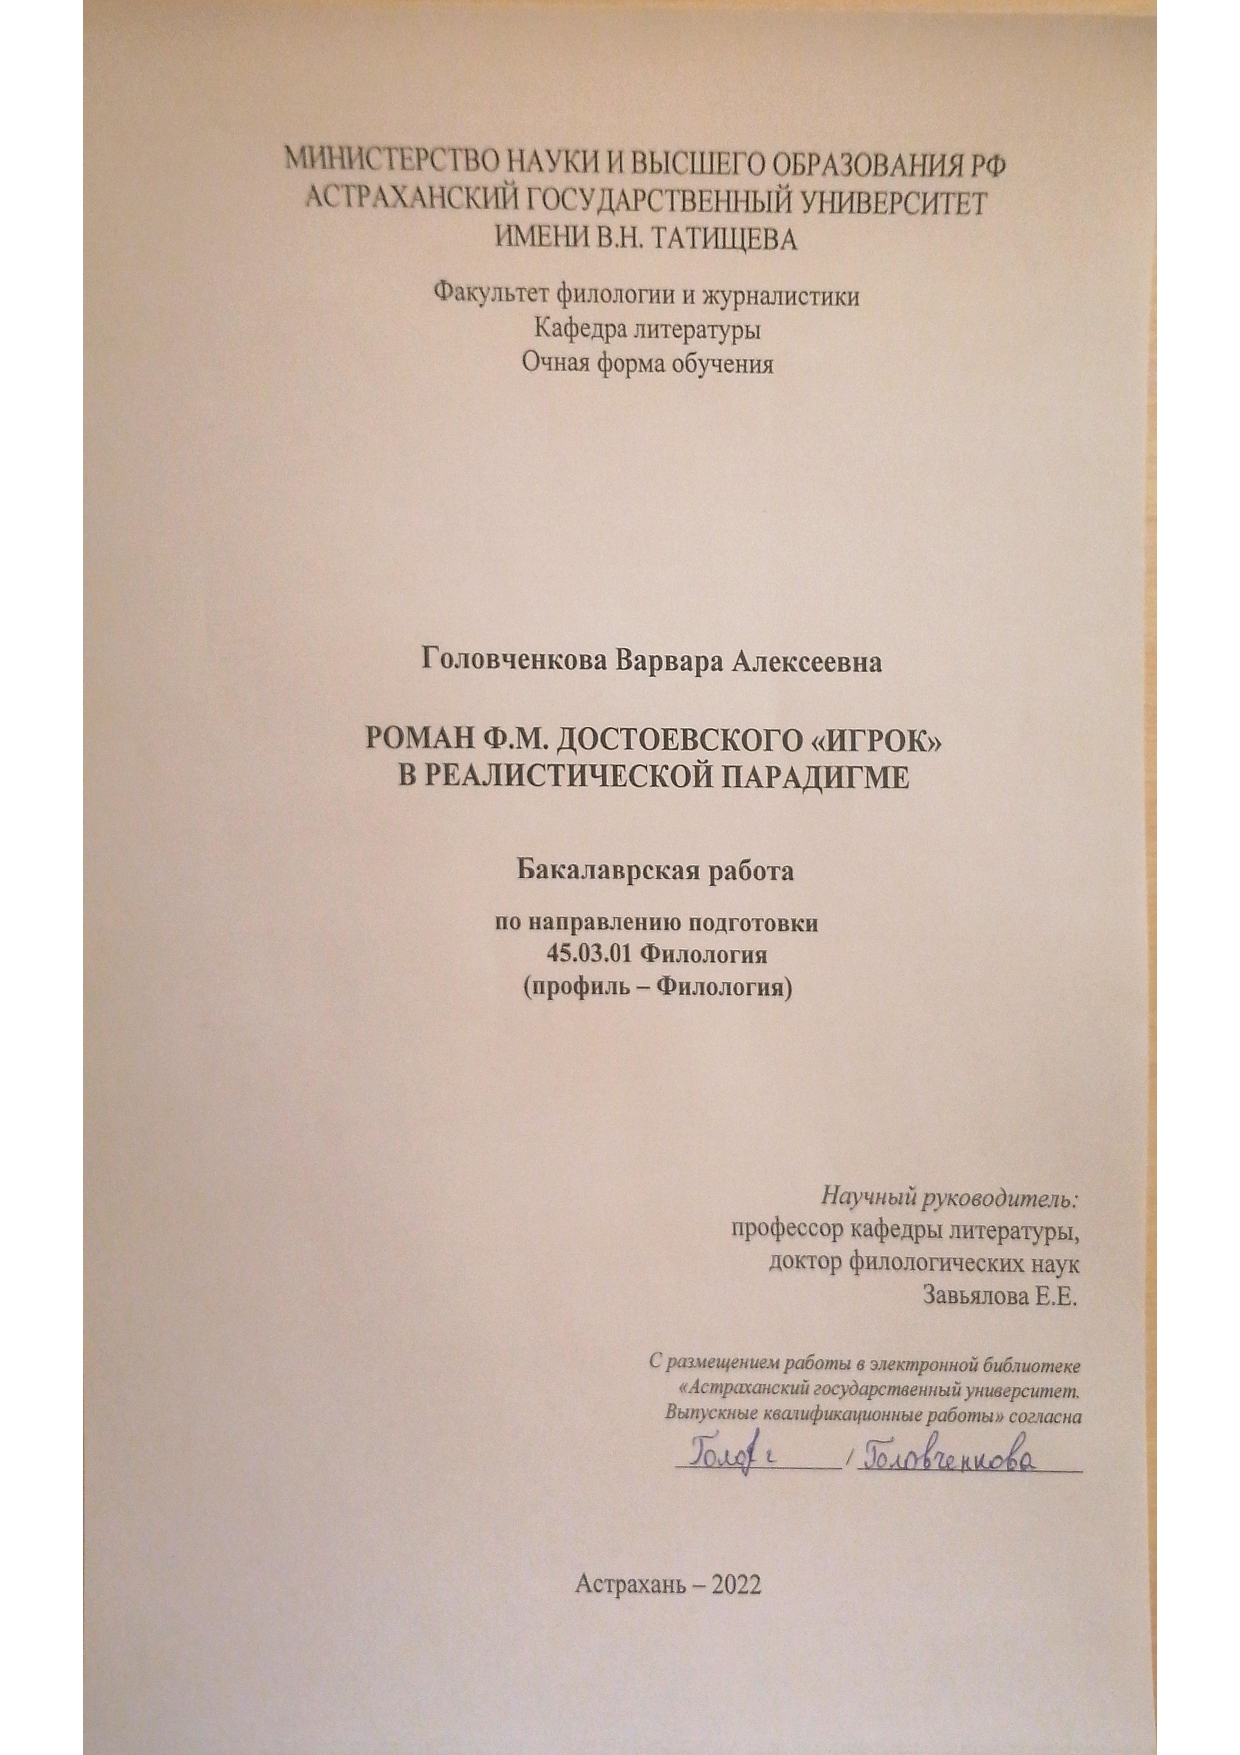 МИНИСТЕРСТВО НАУКИ И ВЫСШЕГО ОБРАЗОВАНИЯ РФ
АСТРАХАНСКИЙ ГОСУДАРСТВЕННЫЙ УНИВЕРСИТЕТ
ИМЕНИ В.Н. ТАТИЩЕВА
Факультет филологии и журналистики
Кафедра литературы
Очная форма обучения
Головченкова Варвара Алексеевна
РОМАН Ф.М. ДОСТОЕВСКОГО «ИГРОК»
В РЕАЛИСТИЧЕСКОЙ ПАРАДИГМЕ
Бакалаврская работа
по направлению подготовки
45.03.01 Филология
(профиль – Филология)
Научный руководитель:
профессор кафедры литературы,
доктор филологических наук
Завьялова Е.Е.
С размещением работы в электронной библиотеке
«Астраханский государственный университет.
Выпускные квалификационные работы» согласна
/ Головченкова
Астрахань – 2022